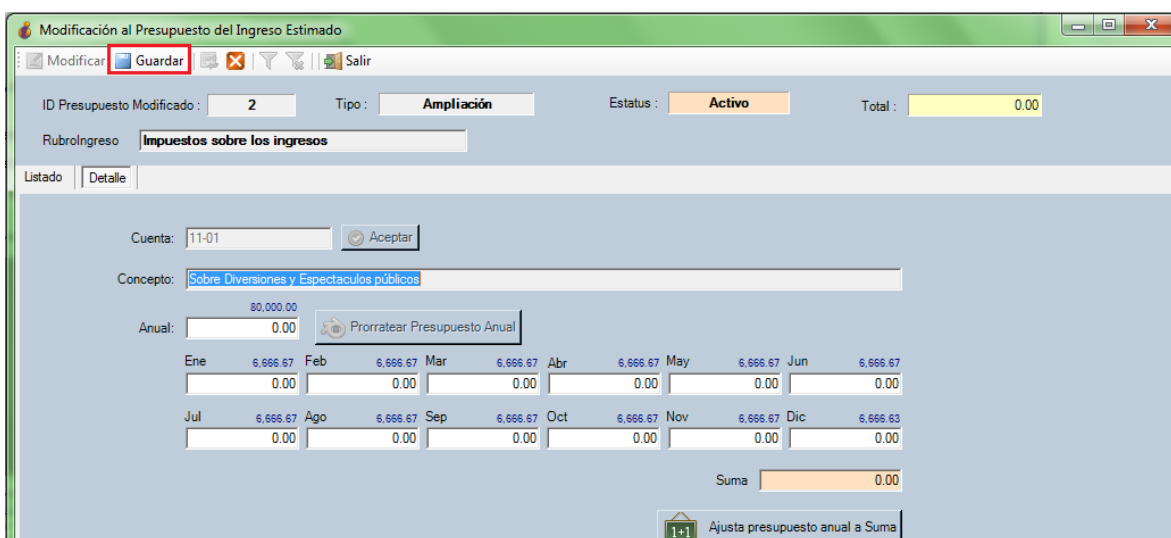 Modificación al Presupuesto del Ingreso Estimado
Modificar Guardar Salir
ID Presupuesto Modificado : 2 Tipo : Ampliación Estatus : Activo Total : 0.00
RubroIngreso Impuestos sobre los ingresos
Listado Detalle
Cuenta: 11-01 Aceptar
Concepto: Sobre Diversiones y Espectaculos públicos
80,000.00
Anual: 0.00 Prorratear Presupuesto Anual
Ene 6,666.67 Feb 6,666.67 Mar 6,666.67 Abr 6,666.67 May 6,666.67 Jun 6,666.67
0.00 0.00 0.00 0.00 0.00 0.00
Jul 6,666.67 Ago 6,666.67 Sep 6,666.67 Oct 6,666.67 Nov 6,666.67 Dic 6,666.63
0.00 0.00 0.00 0.00 0.00 0.00
Suma 0.00
1+1 Ajusta presupuesto anual a Suma